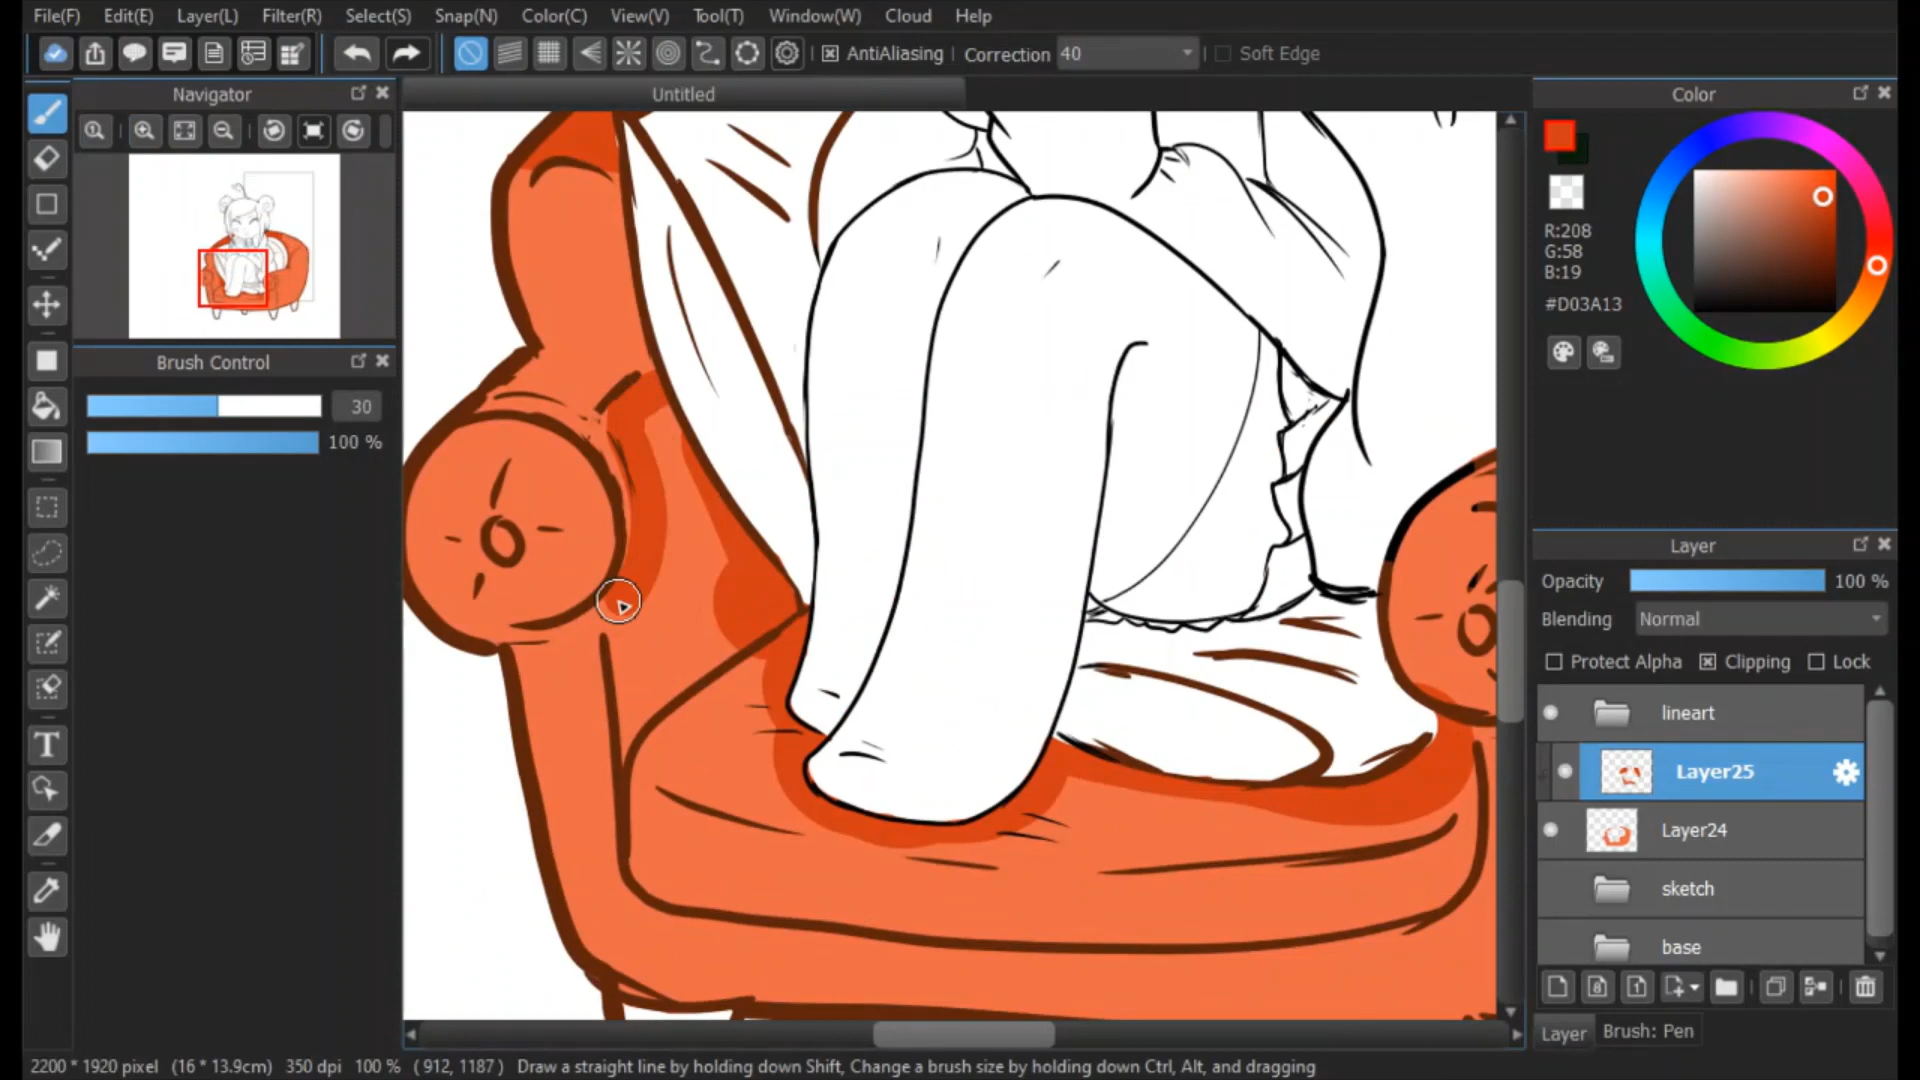 File(F) Edit(E) Layer(L) Filter(R) Select(S) Snap(N) Color(C) View(V) Tool(T) Window(W) Cloud Help
AntiAliasing Correction 40 Soft Edge
Navigator
Untitled
Color
R:208
G:58
B:19
#D03A13
Brush Control
30
100 %
Layer
Opacity 100 %
Blending Normal
Protect Alpha Clipping Lock
lineart
Layer25
Layer24
sketch
base
8 1
Layer Brush: Pen
2200 * 1920 pixel (16 * 13.9cm) 350 dpi 100 % ( 912, 1187 ) Draw a straight line by holding down Shift, Change a brush size by holding down Ctrl, Alt, and dragging